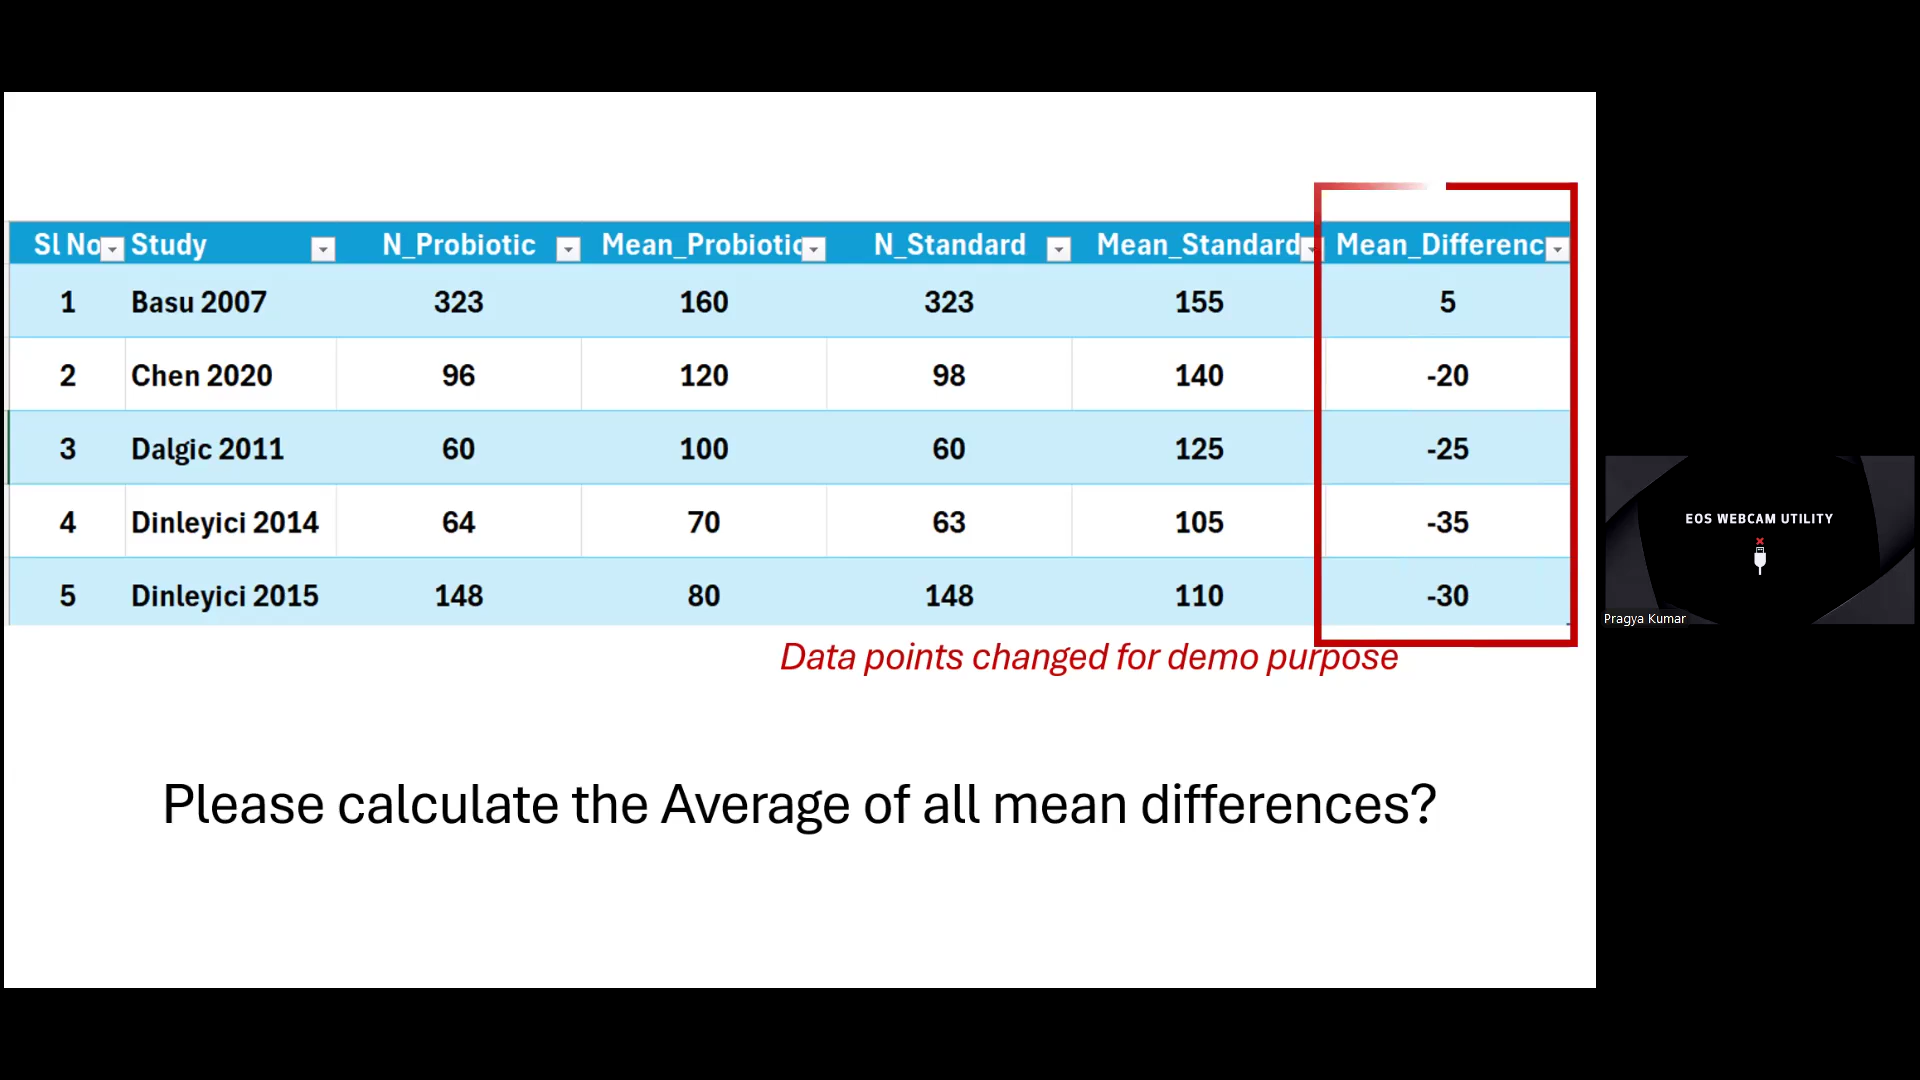 Sl No Study N_Probiotic Mean_Probiotic N_Standard Mean_Standard Mean_Differenc
1 Basu 2007 323 160 323 155 5
2 Chen 2020 96 120 98 140 -20
3 Dalgic 2011 60 100 60 125 -25
4 Dinleyici 2014 64 70 63 105 -35
5 Dinleyici 2015 148 80 148 110 -30
Data points changed for demo purpose
Please calculate the Average of all mean differences?
EOS WEBCAM UTILITY
Pragya Kumar